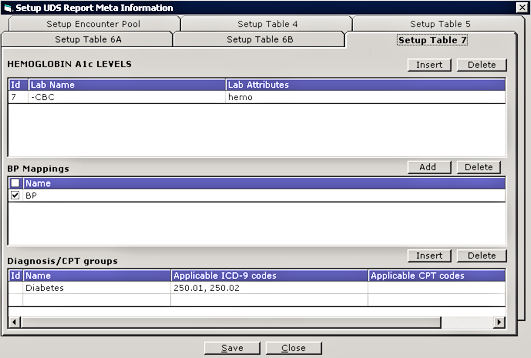 Setup UDS Report Meta Information
Setup Encounter Pool Setup Table 4 Setup Table 5
Setup Table 6A Setup Table 6B Setup Table 7
HEMOGLOBIN A1c LEVELS Insert Delete
Id Lab Name Lab Attributes
7 -CBC hemo
BP Mappings Add Delete
Name
BP
Diagnosis/CPT groups Insert Delete
Id Name Applicable ICD-9 codes Applicable CPT codes
Diabetes 250.01, 250.02
Save Close